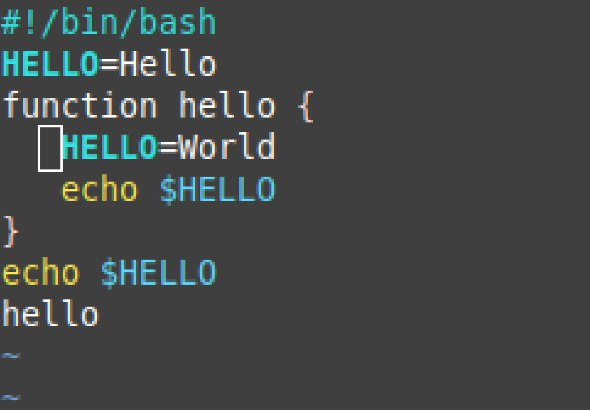 #!/bin/bash
HELLO=Hello
function hello {
   HELLO=World
   echo $HELLO
}
echo $HELLO
hello
~
~